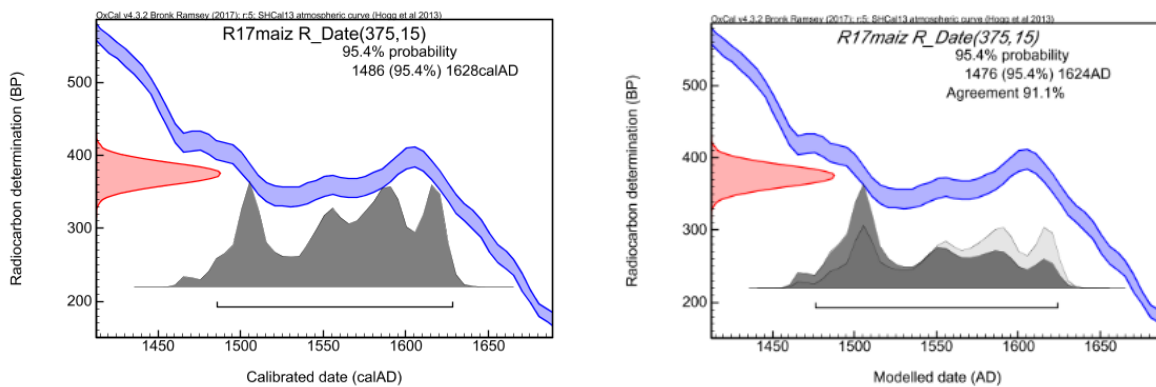 OxCal v4.3.2 Bronk Ramsey (2017); r:5; SHCal13 atmospheric curve (Hogg et al 2013)
R17maiz R_Date(375,15)
95.4% probability
1486 (95.4%) 1628calAD
Radiocarbon determination (BP)
500
400
300
200
1450 1500 1550 1600 1650
Calibrated date (calAD)
OxCal v4.3.2 Bronk Ramsey (2017); r:5; SHCal13 atmospheric curve (Hogg et al 2013)
R17maiz R_Date(375,15)
95.4% probability
1476 (95.4%) 1624AD
Agreement 91.1%
Radiocarbon determination (BP)
500
400
300
200
1450 1500 1550 1600 1650
Modelled date (AD)